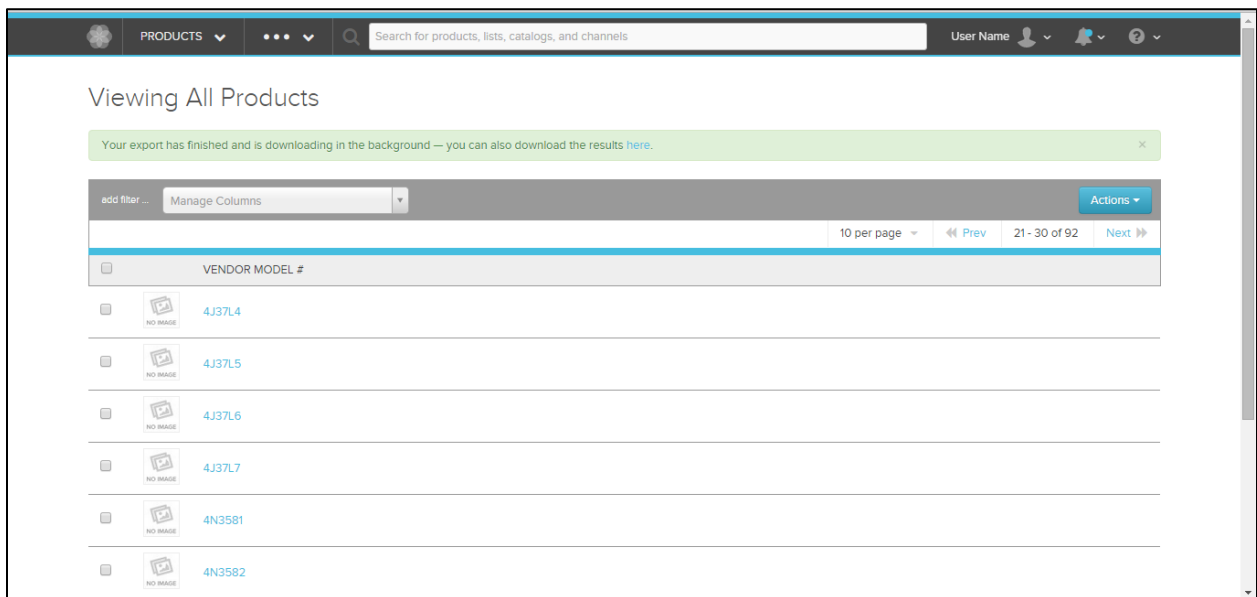 PRODUCTS ••• Search for products, lists, catalogs, and channels User Name ?
Viewing All Products
Your export has finished and is downloading in the background — you can also download the results here. ×
add filter ... Manage Columns Actions
10 per page Prev 21 - 30 of 92 Next
VENDOR MODEL #
NO IMAGE 4J37L4
NO IMAGE 4J37L5
NO IMAGE 4J37L6
NO IMAGE 4J37L7
NO IMAGE 4N3581
NO IMAGE 4N3582